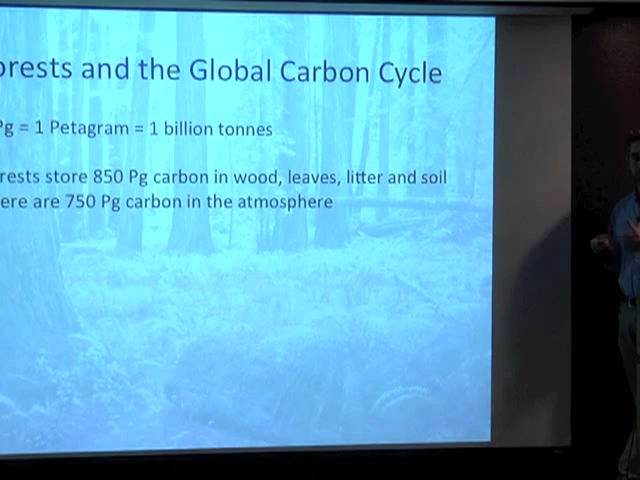 orests and the Global Carbon Cycle
Pg = 1 Petagram = 1 billion tonnes
rests store 850 Pg carbon in wood, leaves, litter and soil
ere are 750 Pg carbon in the atmosphere